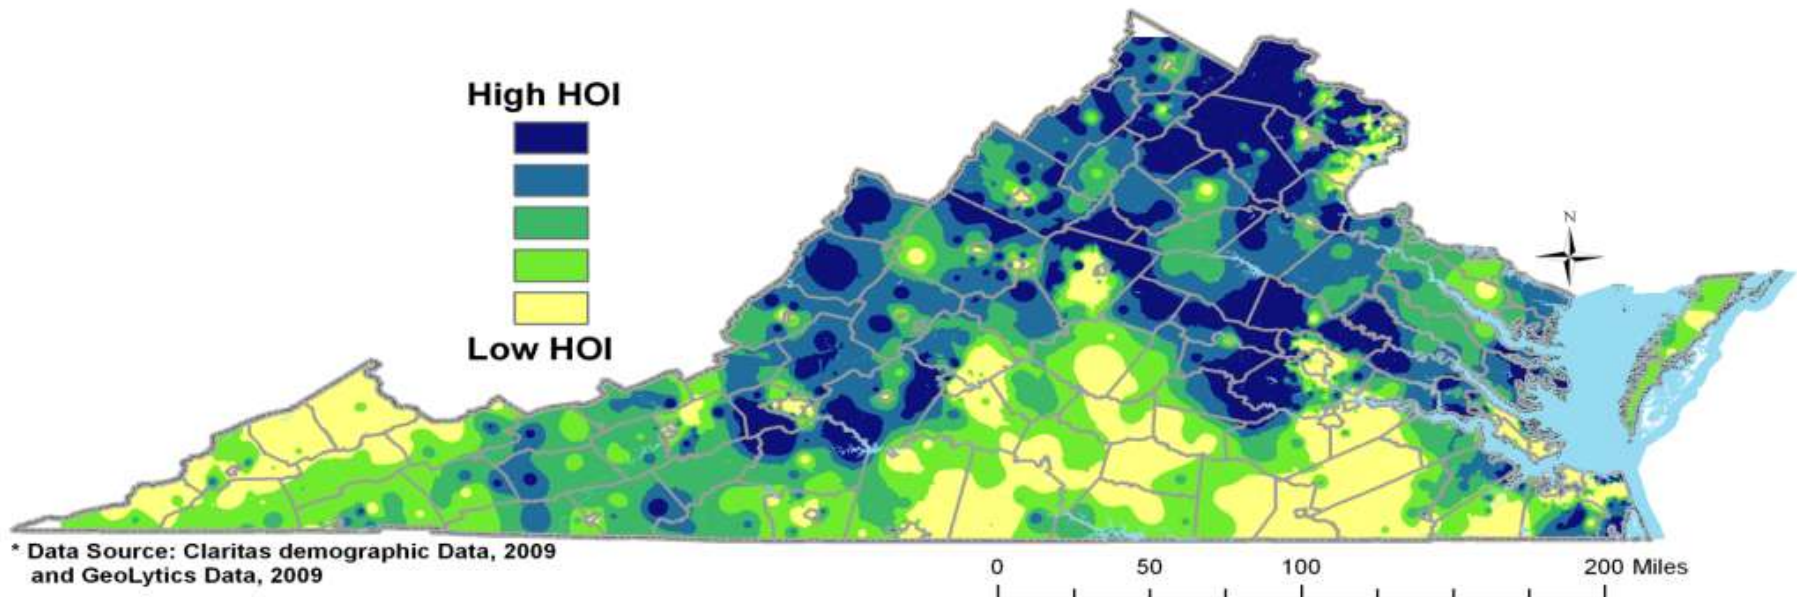 High HOI
Low HOI
N
* Data Source: Claritas demographic Data, 2009
and GeoLytics Data, 2009
0 50 100 200 Miles